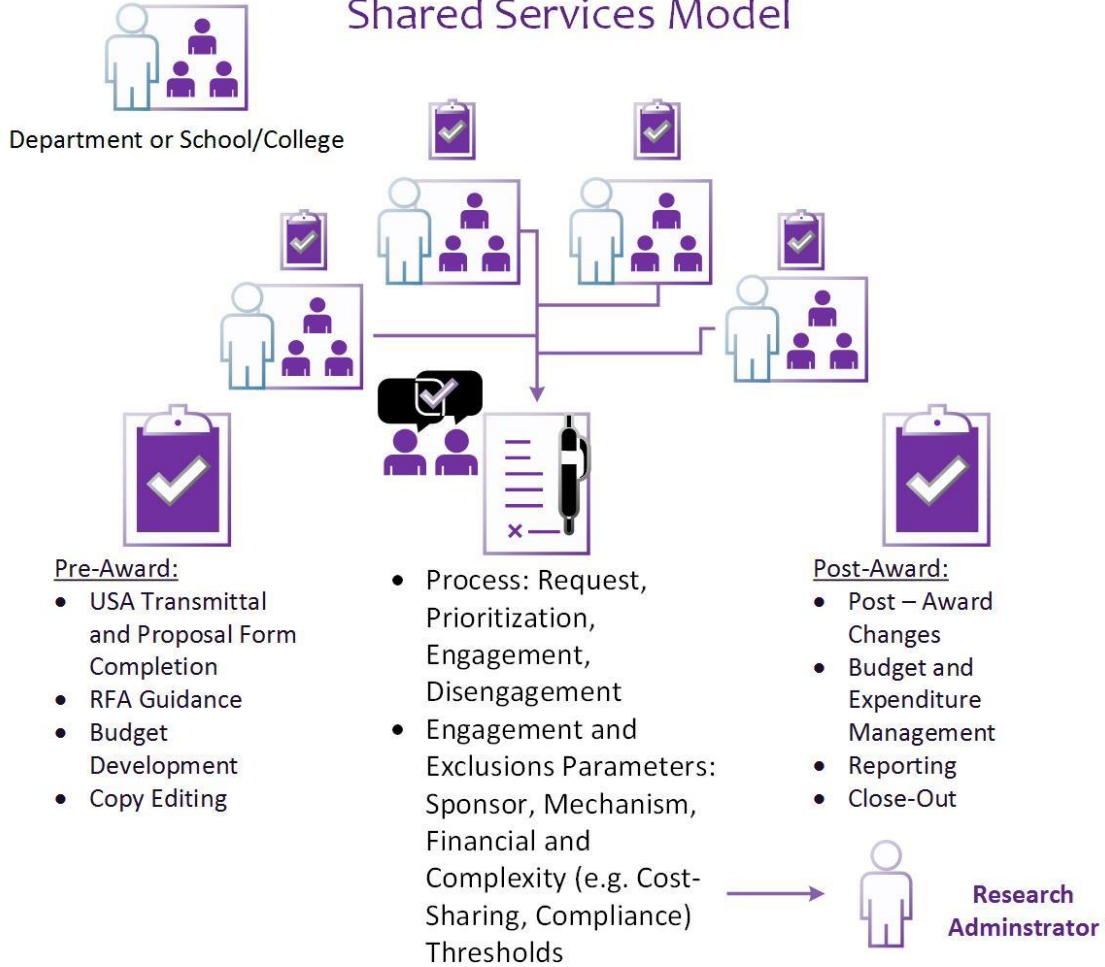 Shared Services Model
Department or School/College
Pre-Award:
• USA Transmittal
and Proposal Form
Completion
• RFA Guidance
• Budget
Development
• Copy Editing
• Process: Request,
Prioritization,
Engagement,
Disengagement
• Engagement and
Exclusions Parameters:
Sponsor, Mechanism,
Financial and
Complexity (e.g. Cost-
Sharing, Compliance)
Thresholds
Post-Award:
• Post – Award
Changes
• Budget and
Expenditure
Management
• Reporting
• Close-Out
Research
Adminstrator